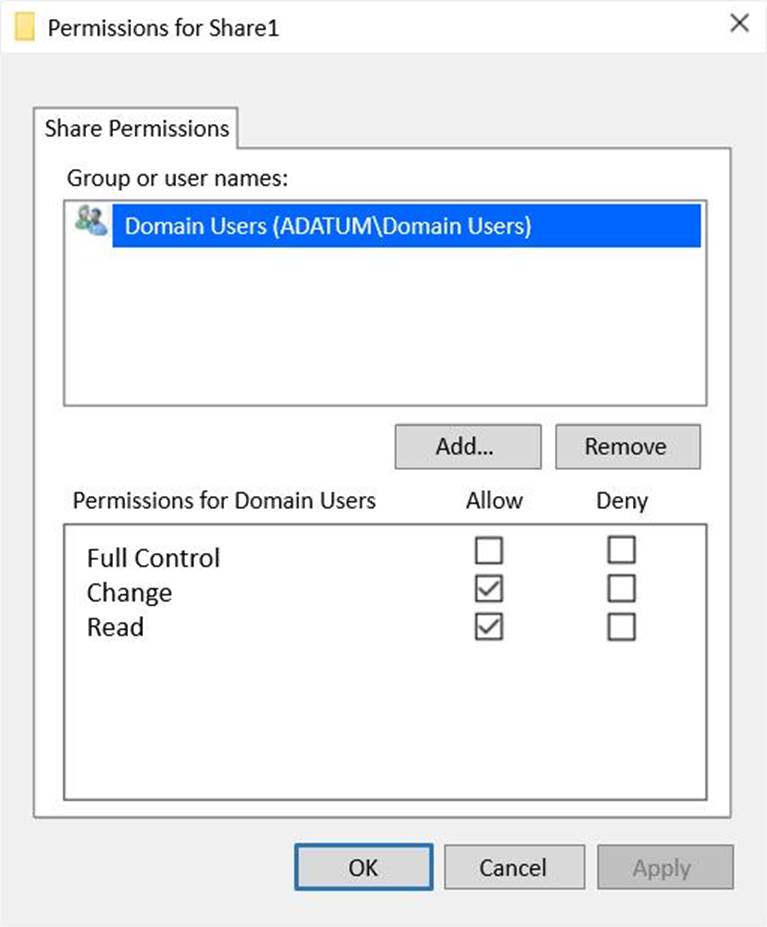 Permissions for Share1
Share Permissions
Group or user names:
Domain Users (ADATUM\Domain Users)
Add... Remove
Permissions for Domain Users Allow Deny
Full Control
Change
Read
OK Cancel Apply